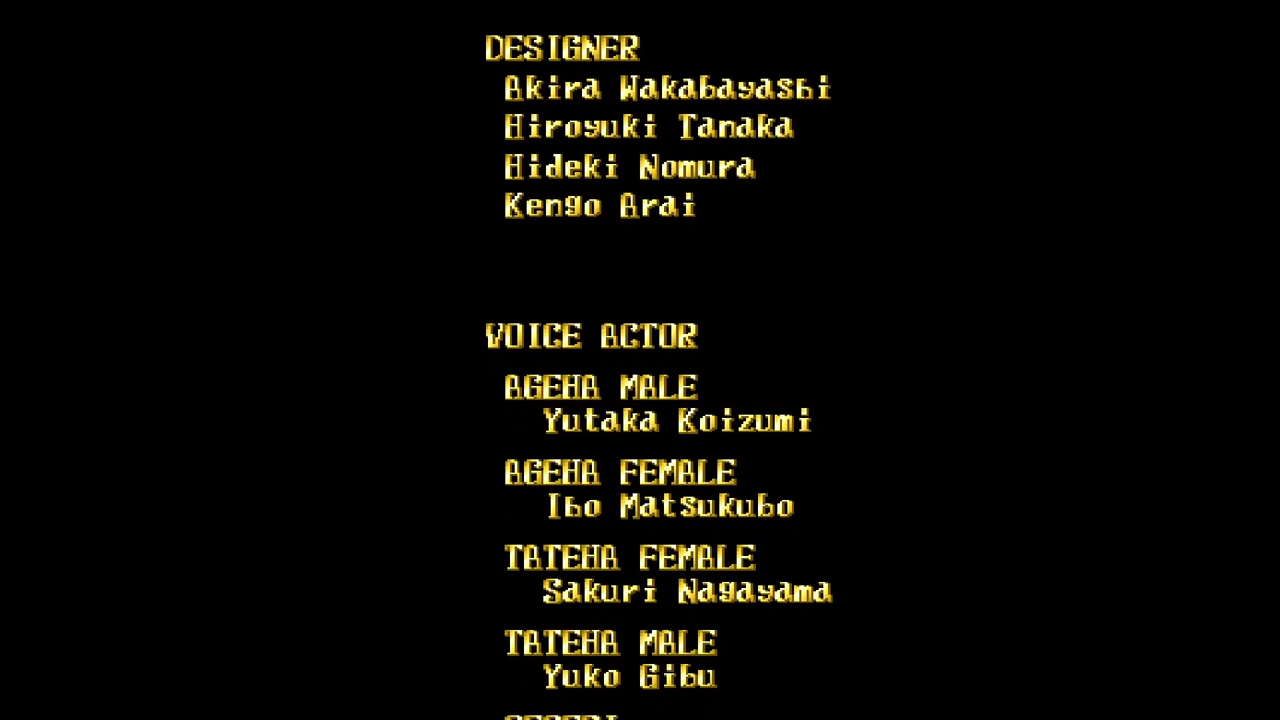 DESIGNER
Akira Wakabayashi
Hiroyuki Tanaka
Hideki Nomura
Kengo Arai
VOICE ACTOR
AGEHA MALE
Yutaka Koizumi
AGEHA FEMALE
Iho Matsukubo
TATEHA FEMALE
Sakuri Nagayama
TATEHA MALE
Yuko Gibu